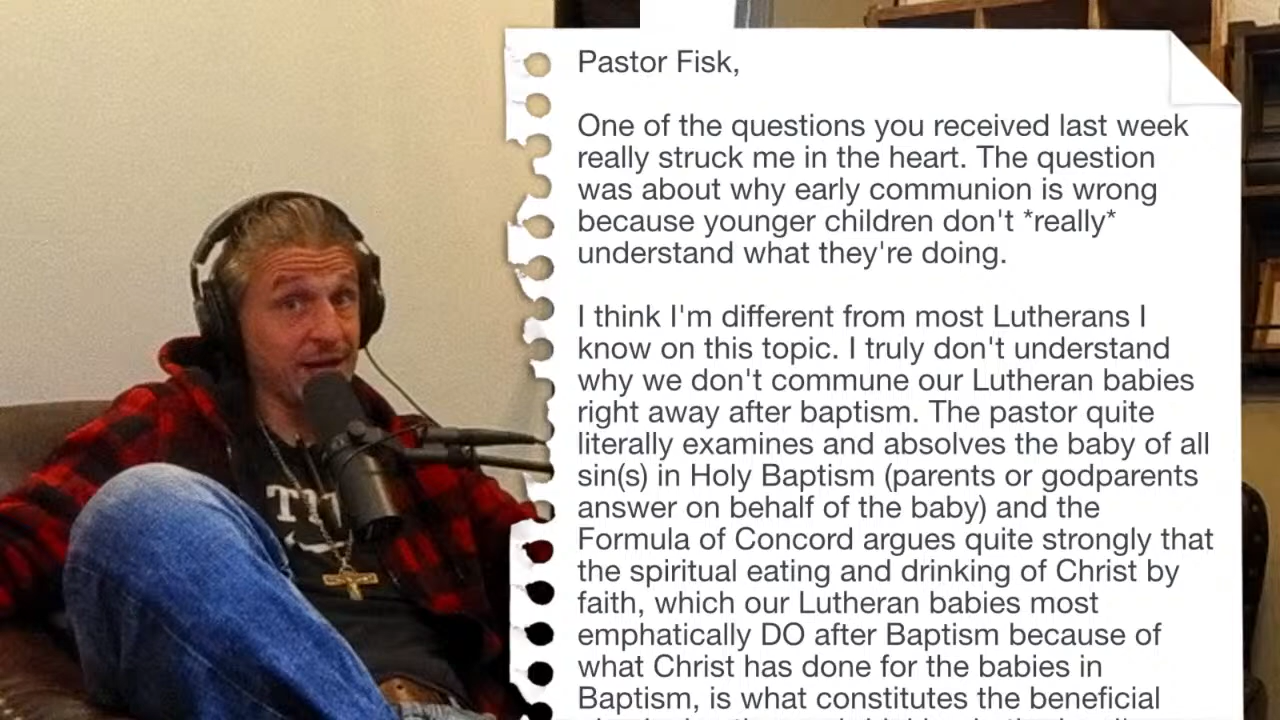 Pastor Fisk,
One of the questions you received last week
really struck me in the heart. The question
was about why early communion is wrong
because younger children don't *really*
understand what they're doing.
I think I'm different from most Lutherans I
know on this topic. I truly don't understand
why we don't commune our Lutheran babies
right away after baptism. The pastor quite
literally examines and absolves the baby of all
sin(s) in Holy Baptism (parents or godparents
answer on behalf of the baby) and the
Formula of Concord argues quite strongly that
the spiritual eating and drinking of Christ by
faith, which our Lutheran babies most
emphatically DO after Baptism because of
what Christ has done for the babies in
Baptism, is what constitutes the beneficial